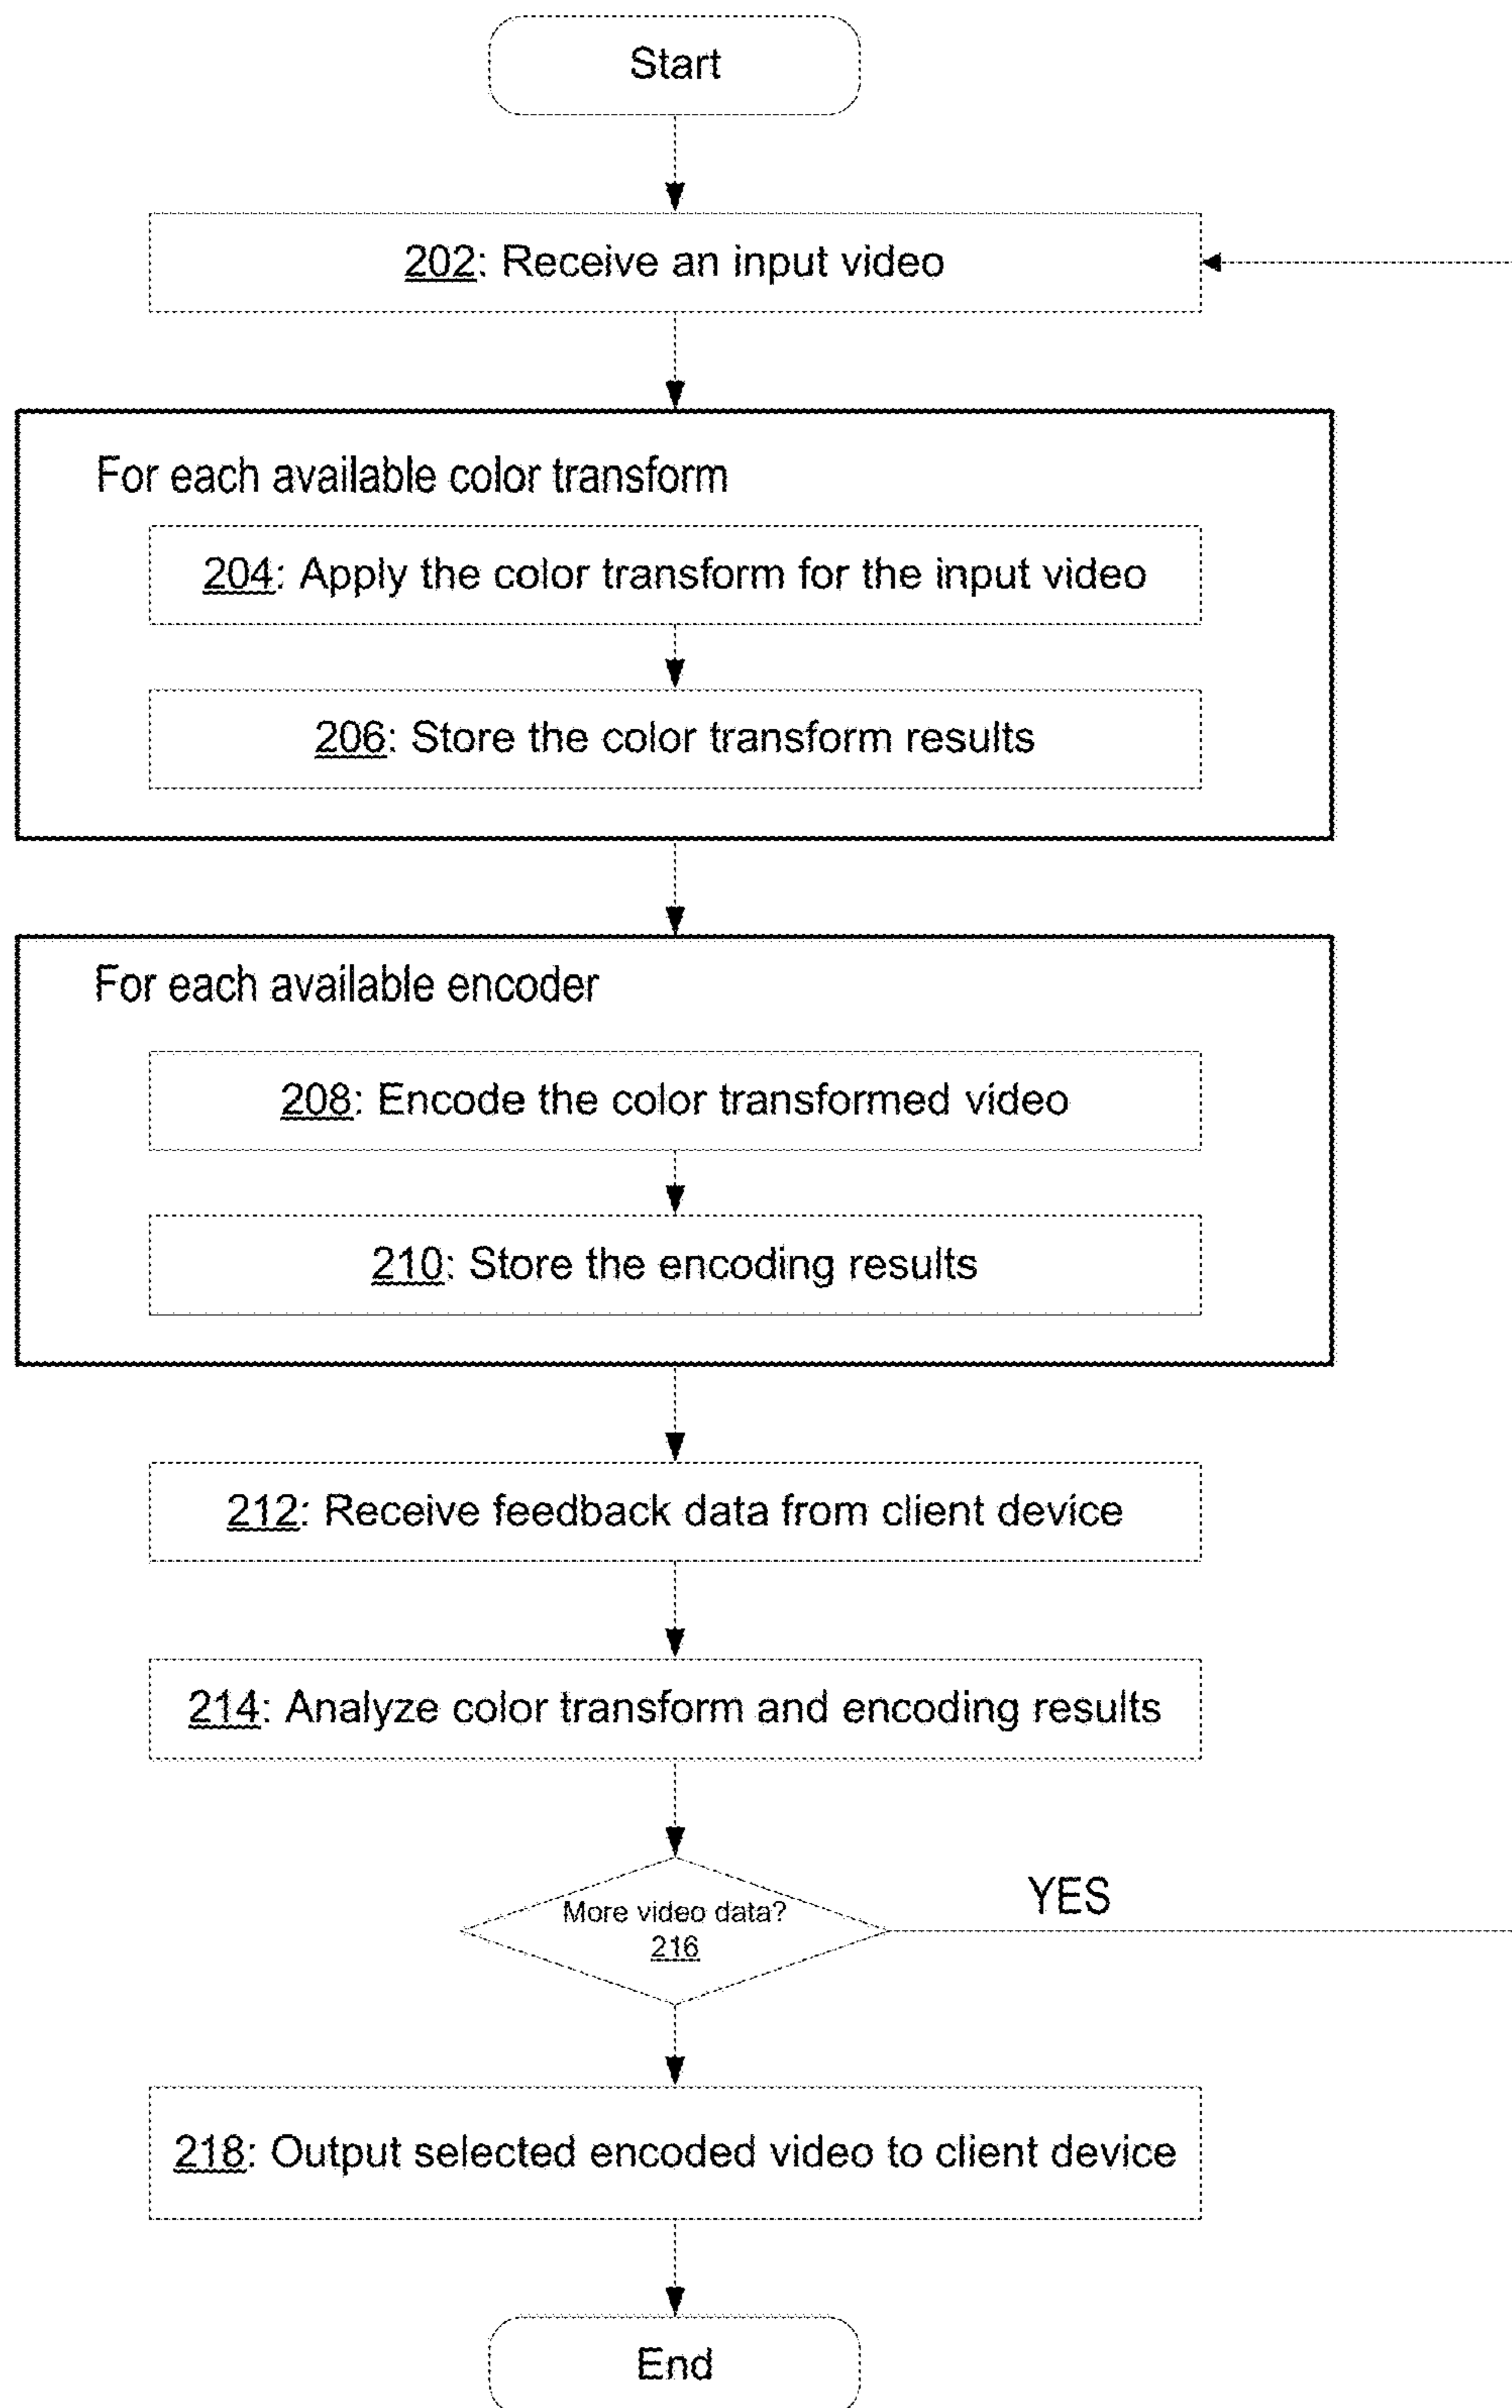 Start
202: Receive an input video
For each available color transform
204: Apply the color transform for the input video
206: Store the color transform results
For each available encoder
208: Encode the color transformed video
210: Store the encoding results
212: Receive feedback data from client device
214: Analyze color transform and encoding results
More video data?
216
YES
218: Output selected encoded video to client device
End